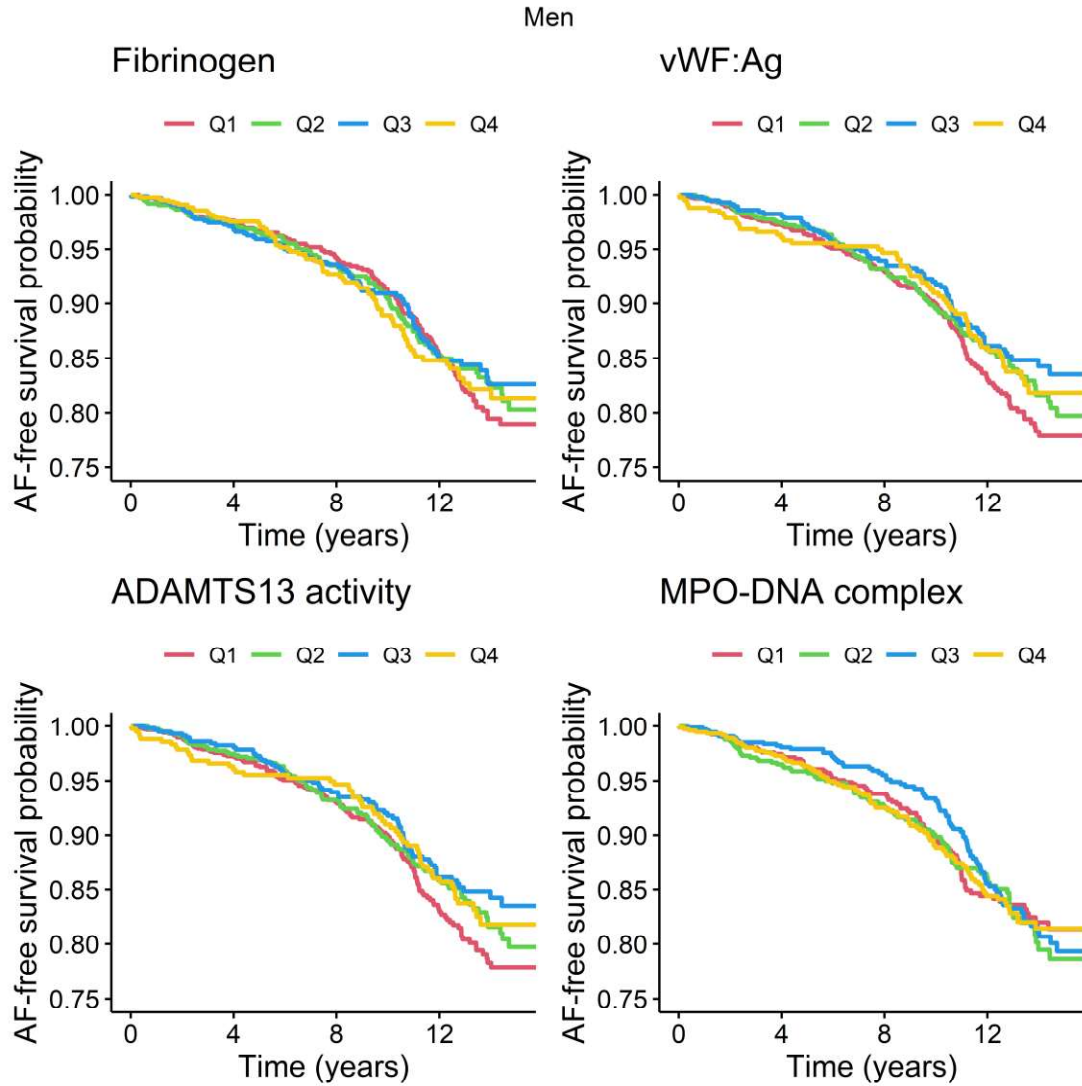 Men
Fibrinogen
Q1 Q2 Q3 Q4
AF-free survival probability
1.00
0.95
0.90
0.85
0.80
0.75
0 4 8 12
Time (years)
vWF:Ag
Q1 Q2 Q3 Q4
AF-free survival probability
1.00
0.95
0.90
0.85
0.80
0.75
0 4 8 12
Time (years)
ADAMTS13 activity
Q1 Q2 Q3 Q4
AF-free survival probability
1.00
0.95
0.90
0.85
0.80
0.75
0 4 8 12
Time (years)
MPO-DNA complex
Q1 Q2 Q3 Q4
AF-free survival probability
1.00
0.95
0.90
0.85
0.80
0.75
0 4 8 12
Time (years)